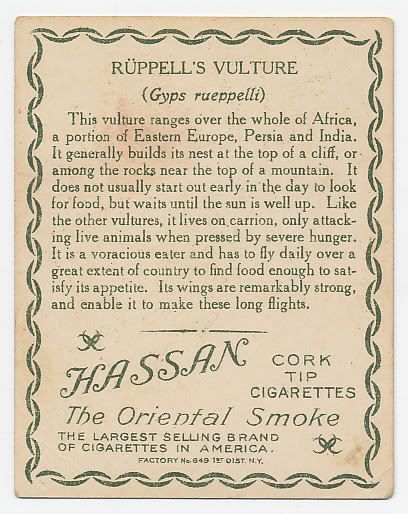 RÜPPELL'S VULTURE
(Gyps rueppelli)
This vulture ranges over the whole of Africa,
a portion of Eastern Europe, Persia and India.
It generally builds its nest at the top of a cliff, or
among the rocks near the top of a mountain. It
does not usually start out early in the day to look
for food, but waits until the sun is well up. Like
the other vultures, it lives on carrion, only attack-
ing live animals when pressed by severe hunger.
It is a voracious eater and has to fly daily over a
great extent of country to find food enough to sat-
isfy its appetite. Its wings are remarkably strong,
and enable it to make these long flights.
HASSAN
CORK
TIP
CIGARETTES
The Oriental Smoke
THE LARGEST SELLING BRAND
OF CIGARETTES IN AMERICA.
FACTORY No. 649 1ST DIST. N.Y.